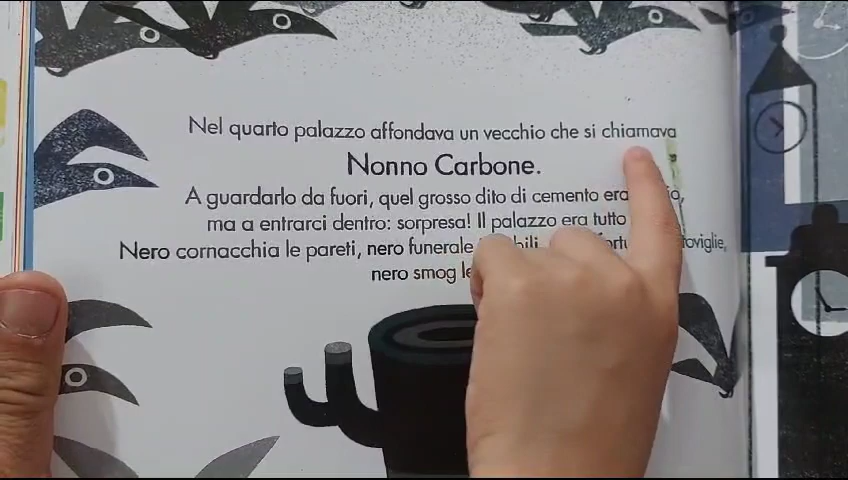 Nel quarto palazzo affondava un vecchio che si chiamava
Nonno Carbone.
A guardarlo da fuori, quel grosso dito di cemento era
ma a entrarci dentro: sorpresa! Il palazzo era tutto
Nero cornacchia le pareti, nero funerale
nero smog